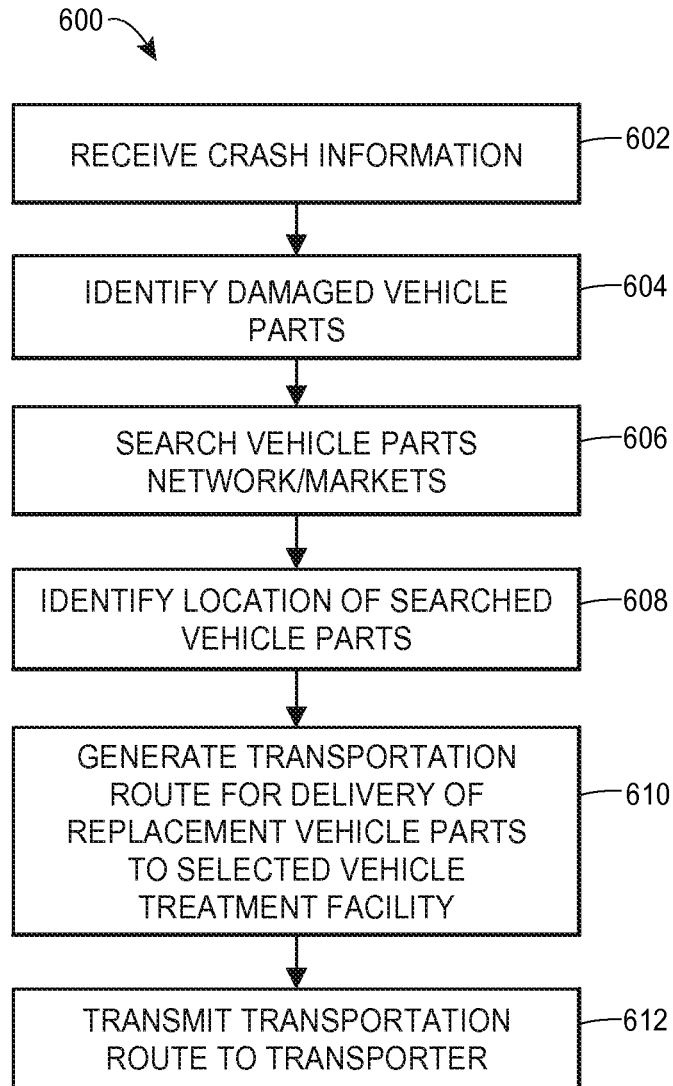 600
RECEIVE CRASH INFORMATION
602
IDENTIFY DAMAGED VEHICLE
PARTS
604
SEARCH VEHICLE PARTS
NETWORK/MARKETS
606
IDENTIFY LOCATION OF SEARCHED
VEHICLE PARTS
608
GENERATE TRANSPORTATION
ROUTE FOR DELIVERY OF
REPLACEMENT VEHICLE PARTS
TO SELECTED VEHICLE
TREATMENT FACILITY
610
TRANSMIT TRANSPORTATION
ROUTE TO TRANSPORTER
612